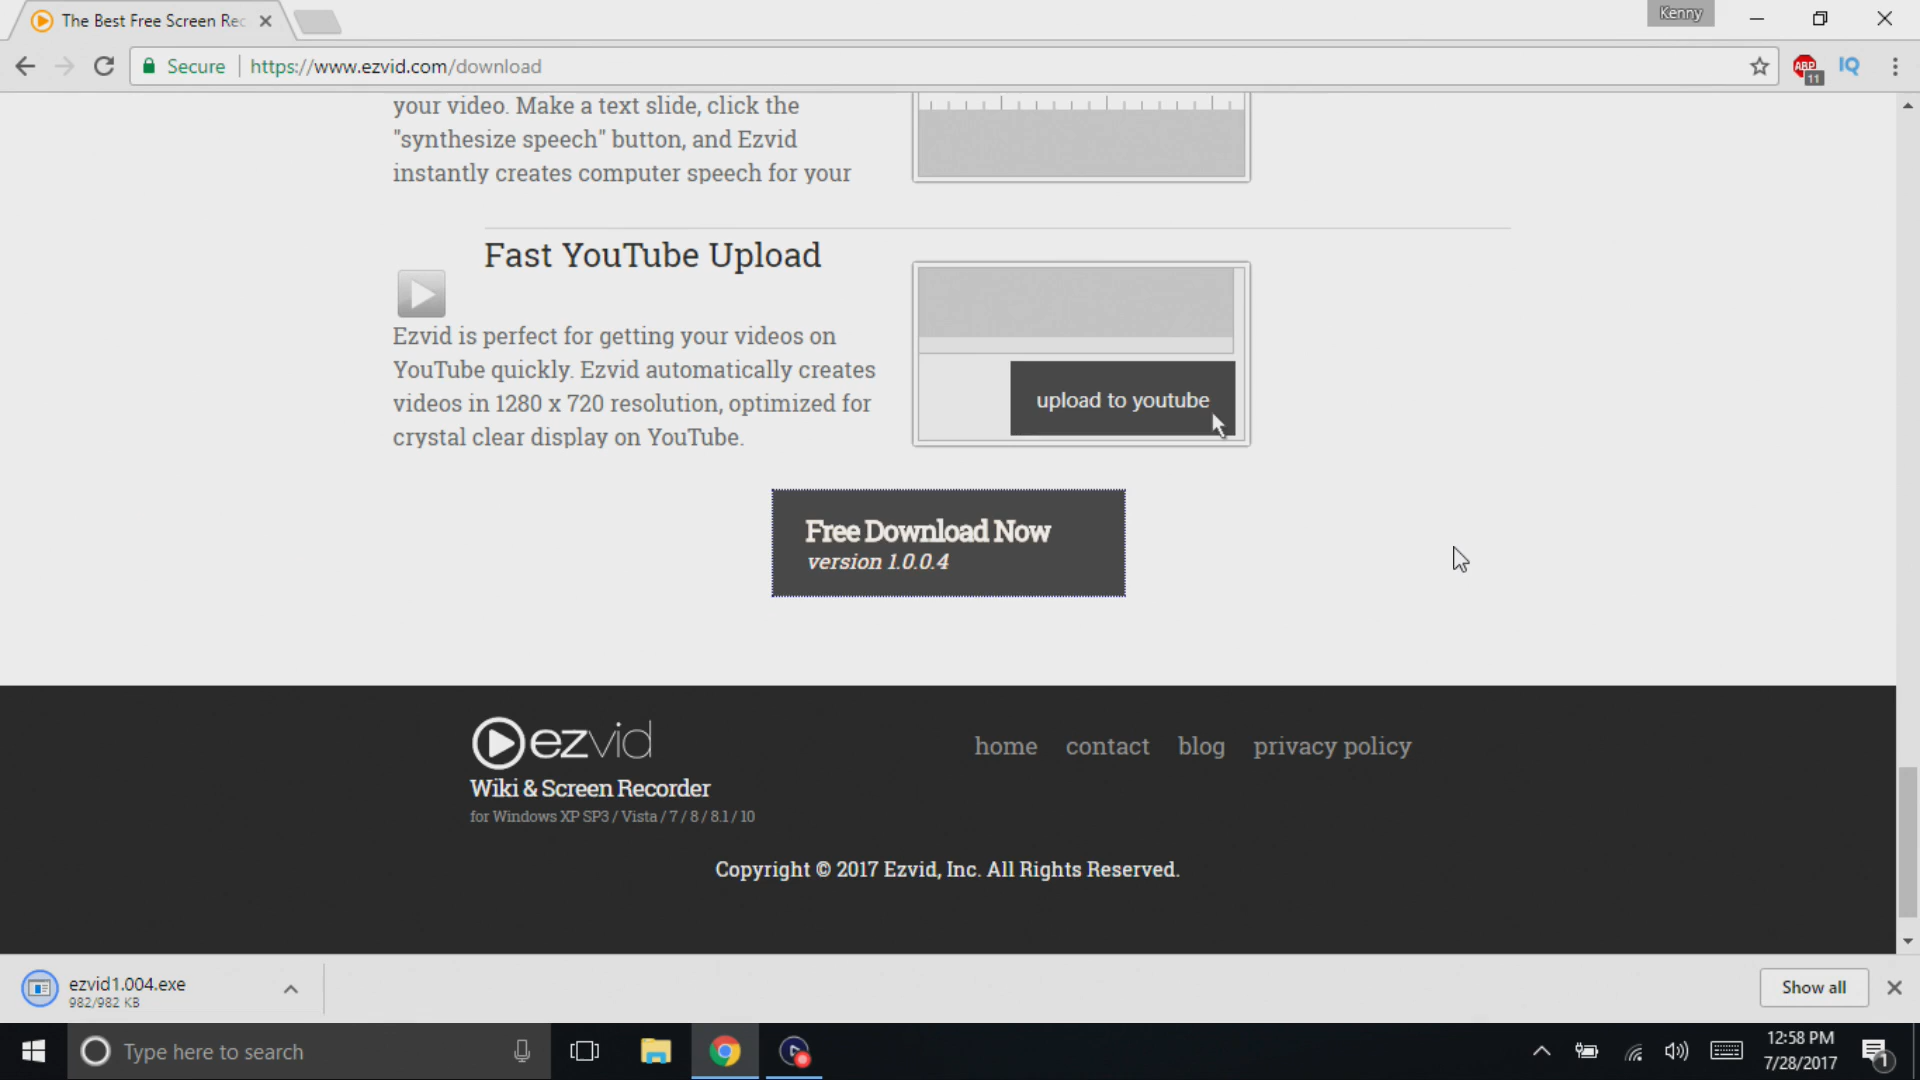 The Best Free Screen Rec
Kenny
Secure
https://www.ezvid.com/download
ABP
11
IQ
your video. Make a text slide, click the
"synthesize speech" button, and Ezvid
instantly creates computer speech for your
Fast YouTube Upload
Ezvid is perfect for getting your videos on
YouTube quickly. Ezvid automatically creates
videos in 1280 x 720 resolution, optimized for
crystal clear display on YouTube.
upload to youtube
Free Download Now
version 1.0.0.4
ezvid
Wiki & Screen Recorder
for Windows XP SP3 / Vista / 7 / 8 / 8.1 / 10
home contact blog privacy policy
Copyright © 2017 Ezvid, Inc. All Rights Reserved.
ezvid1.004.exe
982/982 KB
Show all
Type here to search
12:58 PM
7/28/2017
1